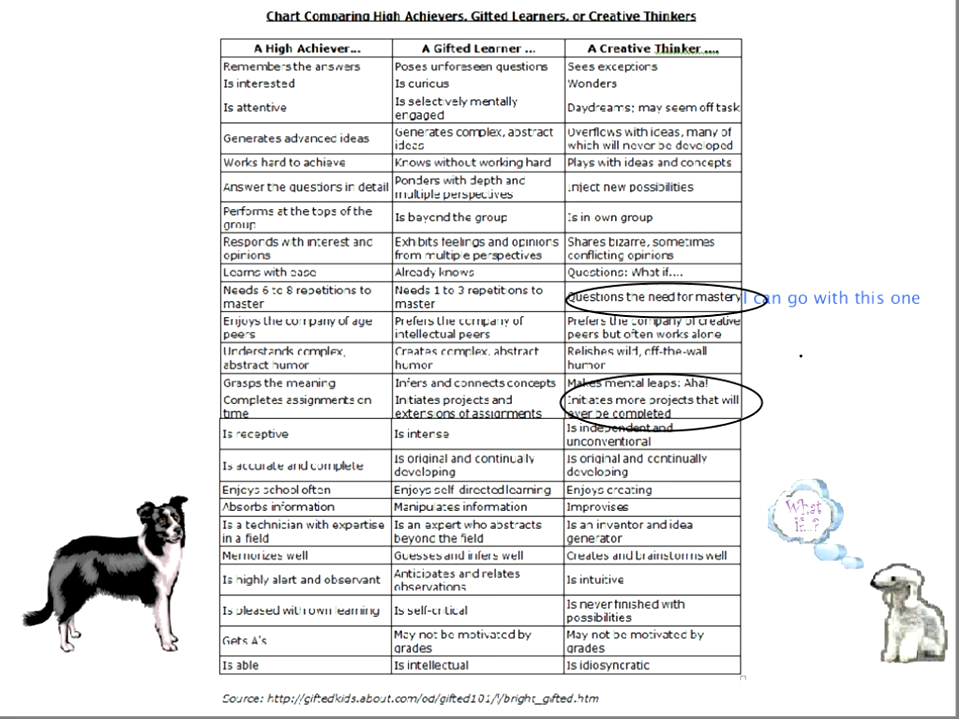 Chart Comparing High Achievers, Gifted Learners, or Creative Thinkers
A High Achiever... A Gifted Learner ... A Creative Thinker ....
Remembers the answers Poses unforeseen questions Sees exceptions
Is interested Is curious Wonders
Is attentive Is selectively mentally engaged Daydreams; may seem off task
Generates advanced ideas Generates complex, abstract ideas Overflows with ideas, many of which will never be developed
Works hard to achieve Knows without working hard Plays with ideas and concepts
Answer the questions in detail Ponders with depth and multiple perspectives Inject new possibilities
Performs at the tops of the group Is beyond the group Is in own group
Responds with interest and opinions Exhibits feelings and opinions from multiple perspectives Shares bizarre, sometimes conflicting opinions
Learns with ease Already knows Questions: What if....
Needs 6 to 8 repetitions to master Needs 1 to 3 repetitions to master Questions the need for mastery I can go with this one
Enjoys the company of age peers Prefers the company of intellectual peers Prefers the company of creative peers but often works alone
Understands complex, abstract humor Creates complex, abstract humor Relishes wild, off-the-wall humor
Grasps the meaning Infers and connects concepts Makes mental leaps: Aha!
Completes assignments on time Initiates projects and extensions of assignments Initiates more projects that will ever be completed
Is receptive Is intense Is independent and unconventional
Is accurate and complete Is original and continually developing Is original and continually developing
Enjoys school often Enjoys self-directed learning Enjoys creating
Absorbs information Manipulates information Improvises
Is a technician with expertise in a field Is an expert who abstracts beyond the field Is an inventor and idea generator
Memorizes well Guesses and infers well Creates and brainstorms well
Is highly alert and observant Anticipates and relates observations Is intuitive
Is pleased with own learning Is self-critical Is never finished with possibilities
Gets A's May not be motivated by grades May not be motivated by grades
Is able Is intellectual Is idiosyncratic
What
if...?
Source: http://giftedkids.about.com/od/gifted101/l/bright_gifted.htm